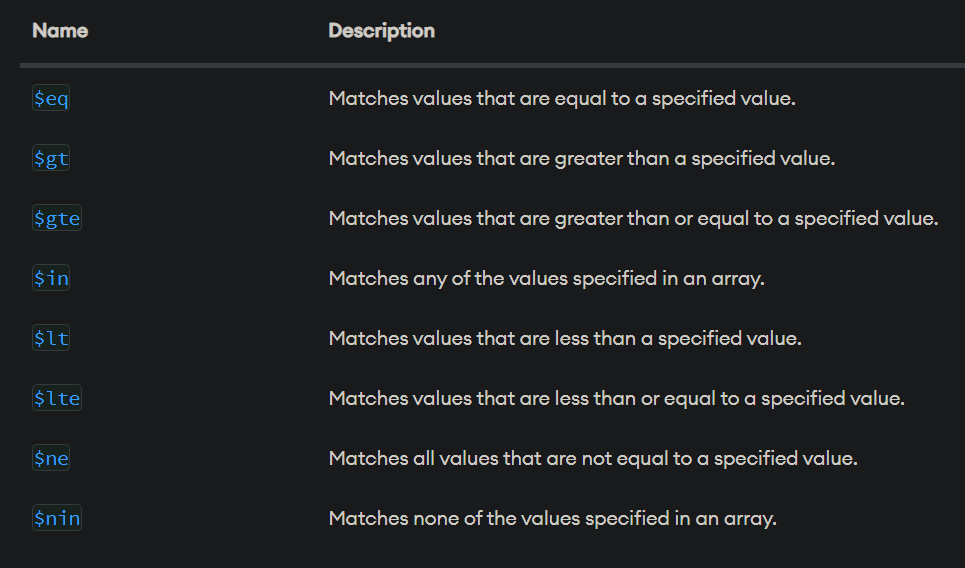 Name Description
$eq Matches values that are equal to a specified value.
$gt Matches values that are greater than a specified value.
$gte Matches values that are greater than or equal to a specified value.
$in Matches any of the values specified in an array.
$lt Matches values that are less than a specified value.
$lte Matches values that are less than or equal to a specified value.
$ne Matches all values that are not equal to a specified value.
$nin Matches none of the values specified in an array.